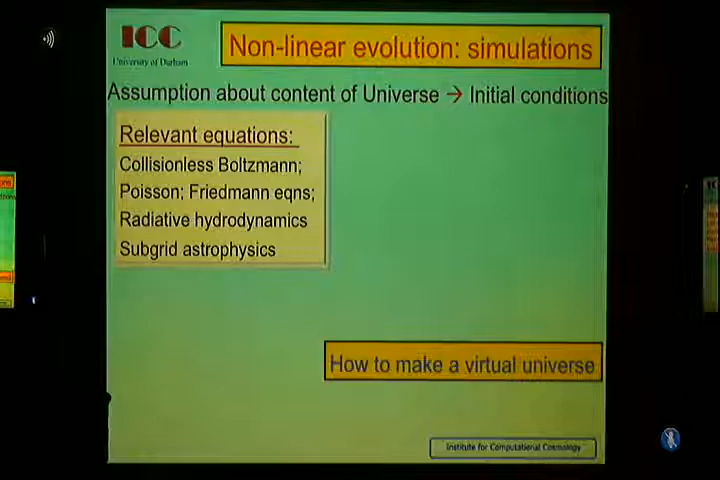 ICC
University of Durham
Non-linear evolution: simulations
Assumption about content of Universe → Initial conditions
Relevant equations:
Collisionless Boltzmann;
Poisson; Friedmann eqns;
Radiative hydrodynamics
Subgrid astrophysics
How to make a virtual universe
Institute for Computational Cosmology